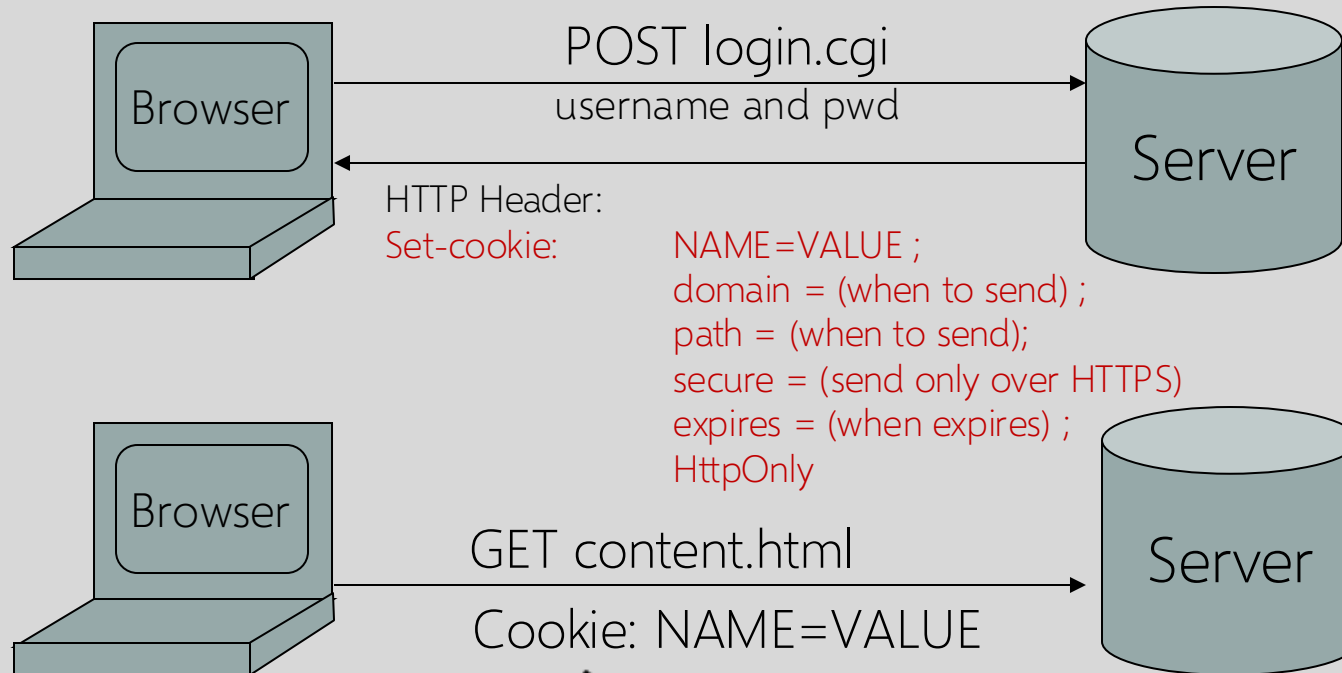 POST login.cgi
Browser
username and pwd
Server
HTTP Header:
Set-cookie: NAME=VALUE ;
domain = (when to send) ;
path = (when to send);
secure = (send only over HTTPS)
expires = (when expires) ;
HttpOnly
Browser
GET content.html
Server
Cookie: NAME=VALUE